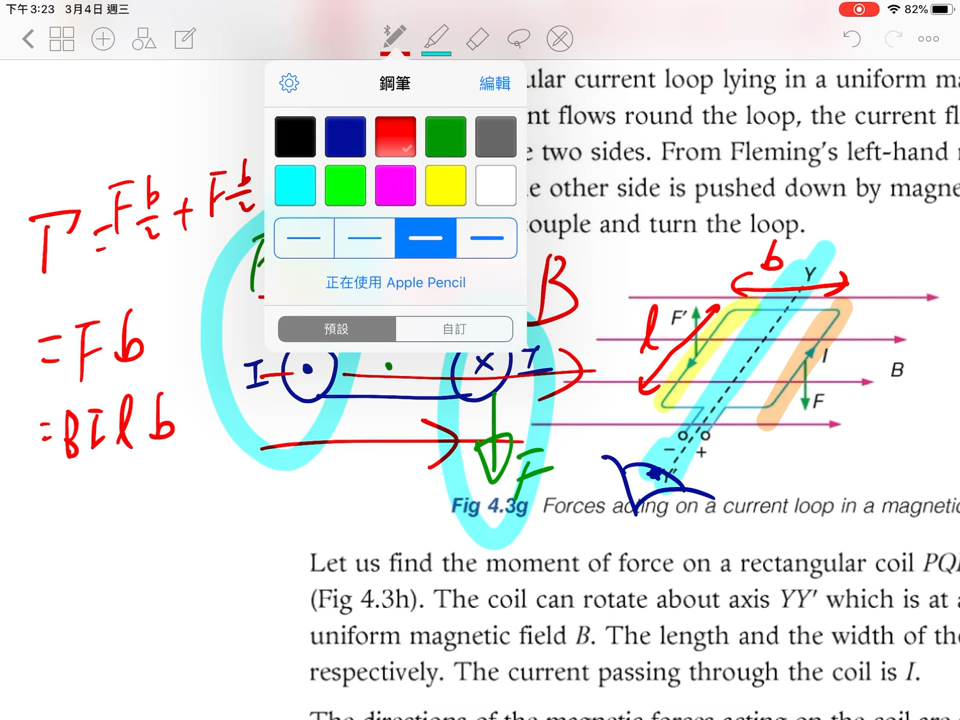 下午3:23 3月4日 週三
82%
鋼筆
編輯
正在使用 Apple Pencil
預設
自訂
ular current loop lying in a uniform ma
nt flows round the loop, the current fl
e two sides. From Fleming's left-hand
e other side is pushed down by magne
ouple and turn the loop.
Γ = F b/2 + F b/2
= F b
= B I l b
B
I
I
F
b
l
Y
F'
I
B
F
− +
Y'
Fig 4.3g Forces acting on a current loop in a magnetic
Let us find the moment of force on a rectangular coil PQ
(Fig 4.3h). The coil can rotate about axis YY' which is at a
uniform magnetic field B. The length and the width of the
respectively. The current passing through the coil is I.
The directions of the magnetic forces acting on the coil are